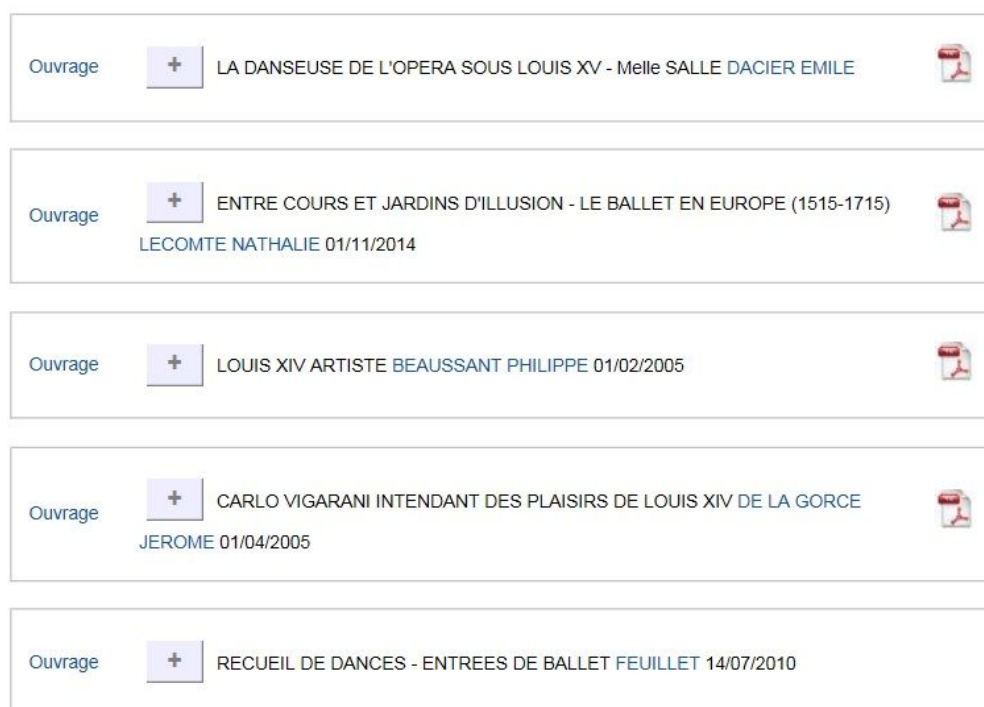 Ouvrage + LA DANSEUSE DE L'OPERA SOUS LOUIS XV - Melle SALLE DACIER EMILE
Ouvrage + ENTRE COURS ET JARDINS D'ILLUSION - LE BALLET EN EUROPE (1515-1715)
LECOMTE NATHALIE 01/11/2014
Ouvrage + LOUIS XIV ARTISTE BEAUSSANT PHILIPPE 01/02/2005
Ouvrage + CARLO VIGARANI INTENDANT DES PLAISIRS DE LOUIS XIV DE LA GORCE
JEROME 01/04/2005
Ouvrage + RECUEIL DE DANCES - ENTREES DE BALLET FEUILLET 14/07/2010